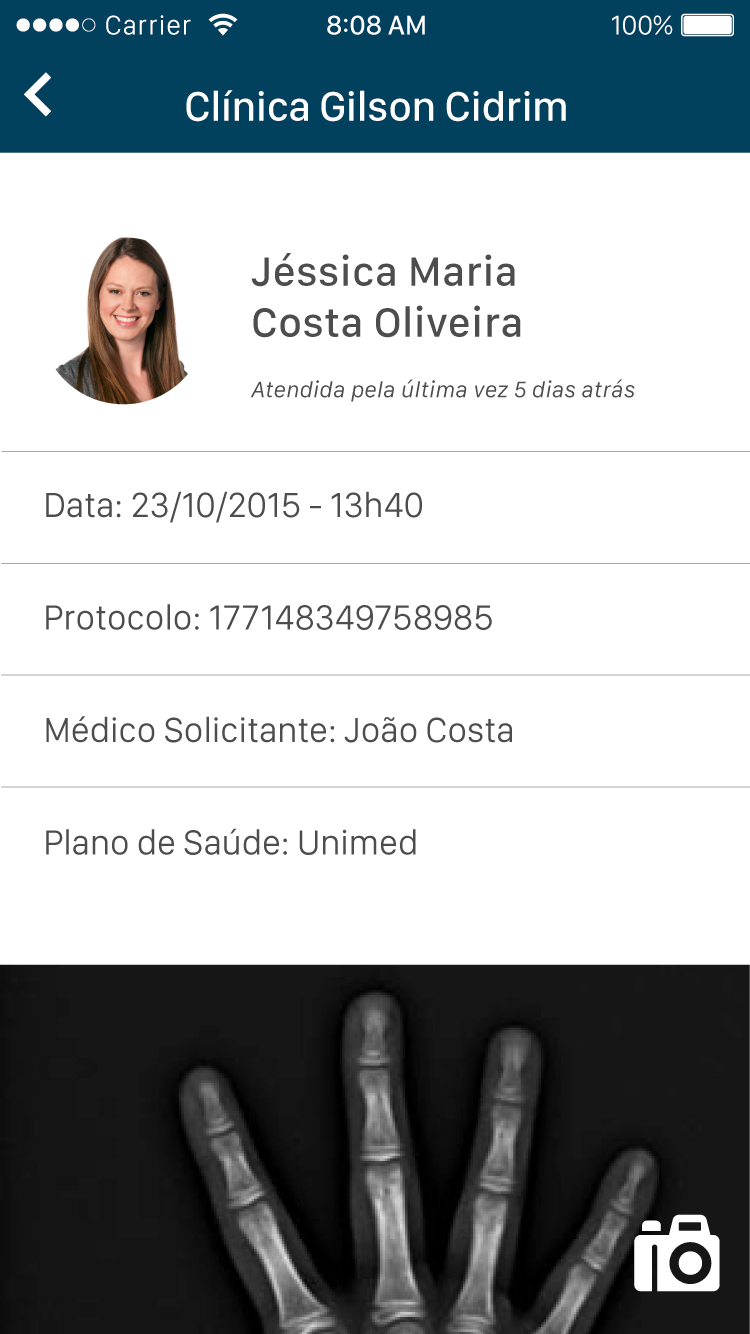 Carrier 8:08 AM 100%
Clínica Gilson Cidrim
Jéssica Maria
Costa Oliveira
Atendida pela última vez 5 dias atrás
Data: 23/10/2015 - 13h40
Protocolo: 177148349758985
Médico Solicitante: João Costa
Plano de Saúde: Unimed